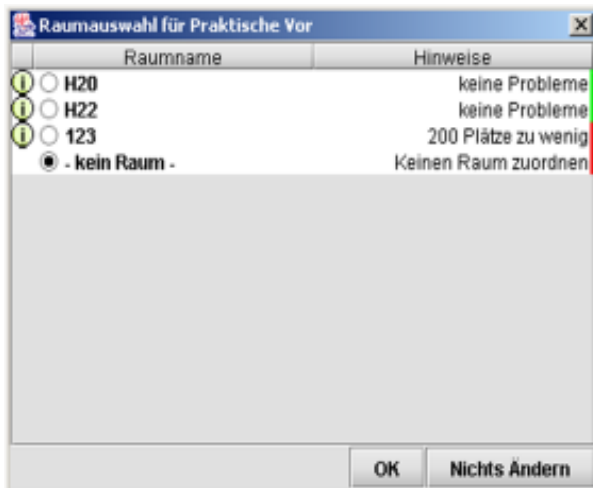 Raumauswahl für Praktische Vor
Raumname Hinweise
H20 keine Probleme
H22 keine Probleme
123 200 Plätze zu wenig
- kein Raum - Keinen Raum zuordnen
OK Nichts Ändern